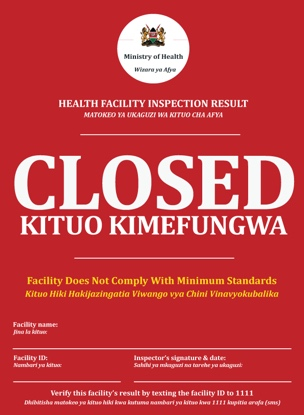 Ministry of Health
Wizara ya Afya
HEALTH FACILITY INSPECTION RESULT
MATOKEO YA UKAGUZI WA KITUO CHA AFYA
CLOSED
KITUO KIMEFUNGWA
Facility Does Not Comply With Minimum Standards
Kituo Hiki Hakijazingatia Viwango vya Chini Vinavyokubalika
Facility name:
Jina la kituo:
Facility ID:
Nambari ya kituo:
Inspector's signature & date:
Sahihi ya mkaguzi na tarehe ya ukaguzi:
Verify this facility's result by texting the facility ID to 1111
Dhibitisha matokeo ya kituo hiki kwa kutuma nambari ya kituo kwa 1111 kupitia arafa (sms)